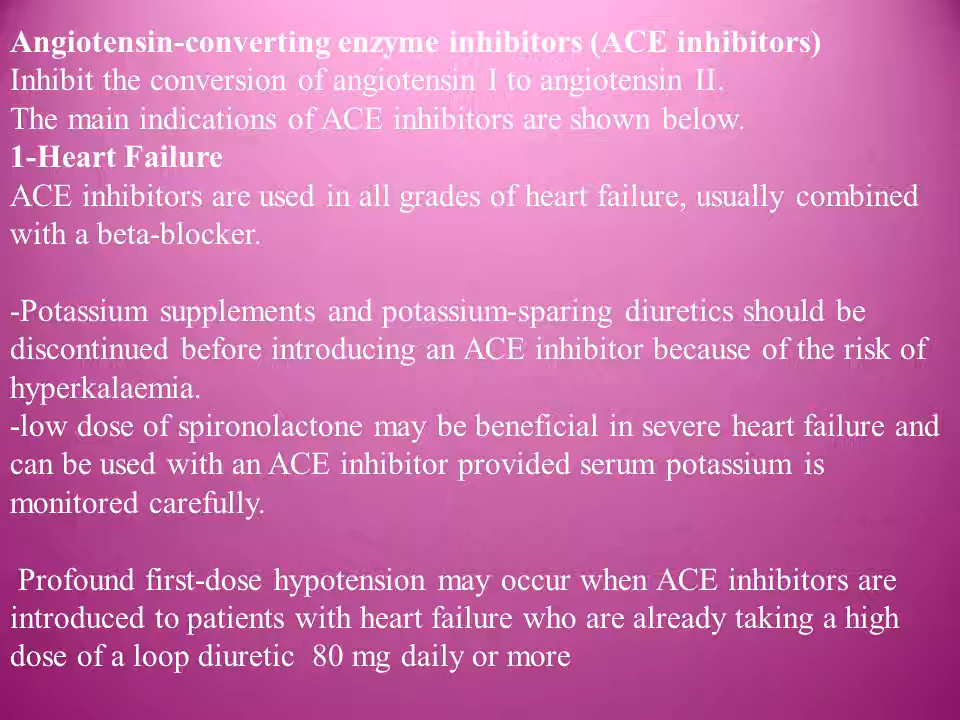 Angiotensin-converting enzyme inhibitors (ACE inhibitors)
Inhibit the conversion of angiotensin I to angiotensin II.
The main indications of ACE inhibitors are shown below.
1-Heart Failure
ACE inhibitors are used in all grades of heart failure, usually combined
with a beta-blocker.
-Potassium supplements and potassium-sparing diuretics should be
discontinued before introducing an ACE inhibitor because of the risk of
hyperkalaemia.
-low dose of spironolactone may be beneficial in severe heart failure and
can be used with an ACE inhibitor provided serum potassium is
monitored carefully.
Profound first-dose hypotension may occur when ACE inhibitors are
introduced to patients with heart failure who are already taking a high
dose of a loop diuretic  80 mg daily or more